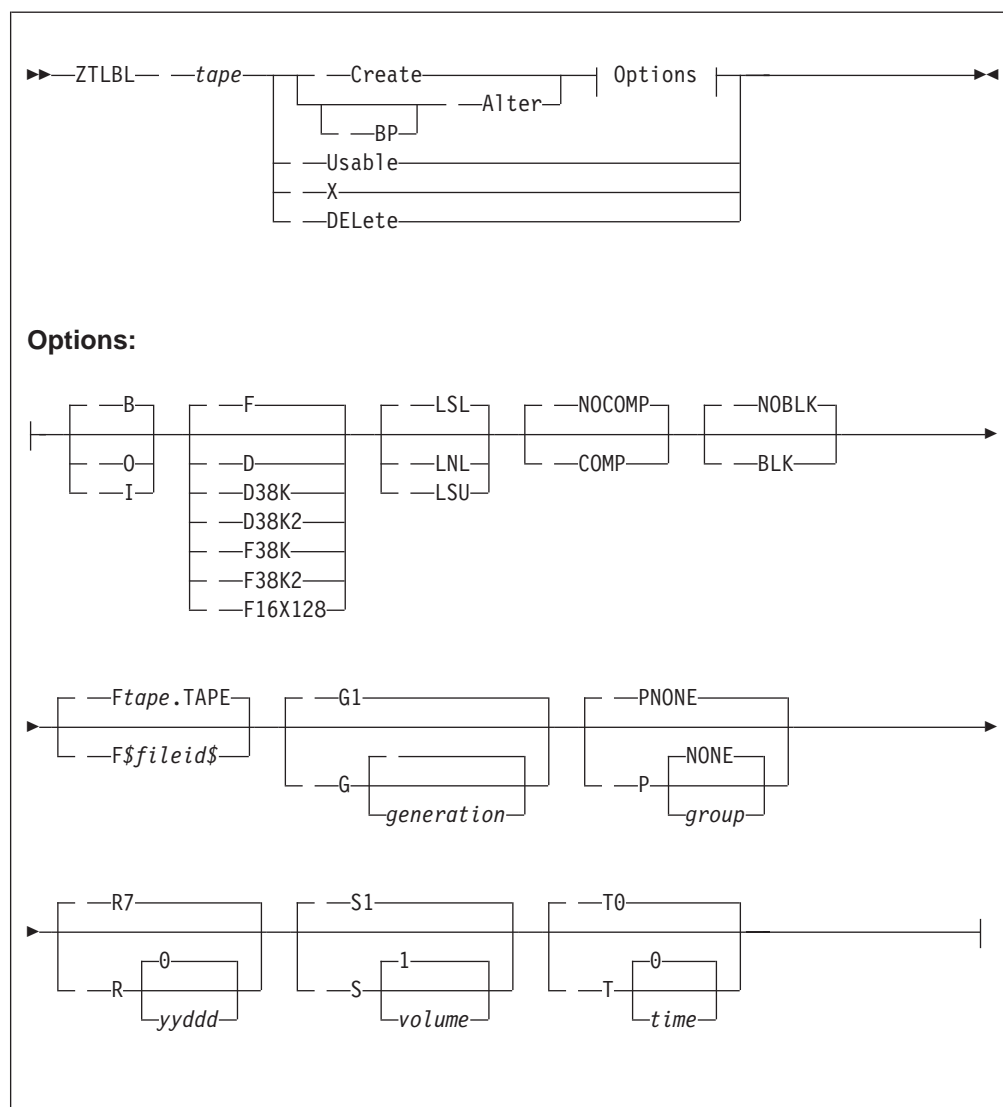 ZTLBL tape Create Options
Alter
BP
Usable
X
DELete
Options:
B F LSL NOCOMP NOBLK
O D LNL COMP BLK
I D38K LSU
D38K2
F38K
F38K2
F16X128
Ftape.TAPE G1 PNONE
F$fileid$ G NONE
P
generation group
R7 S1 T0
0 1 0
R S T
yyddd volume time